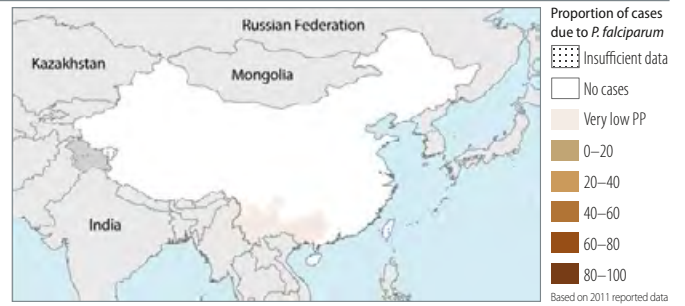 Russian Federation
Kazakhstan
Mongolia
India
Proportion of cases
due to P. falciparum
Insufficient data
No cases
Very low PP
0–20
20–40
40–60
60–80
80–100
Based on 2011 reported data